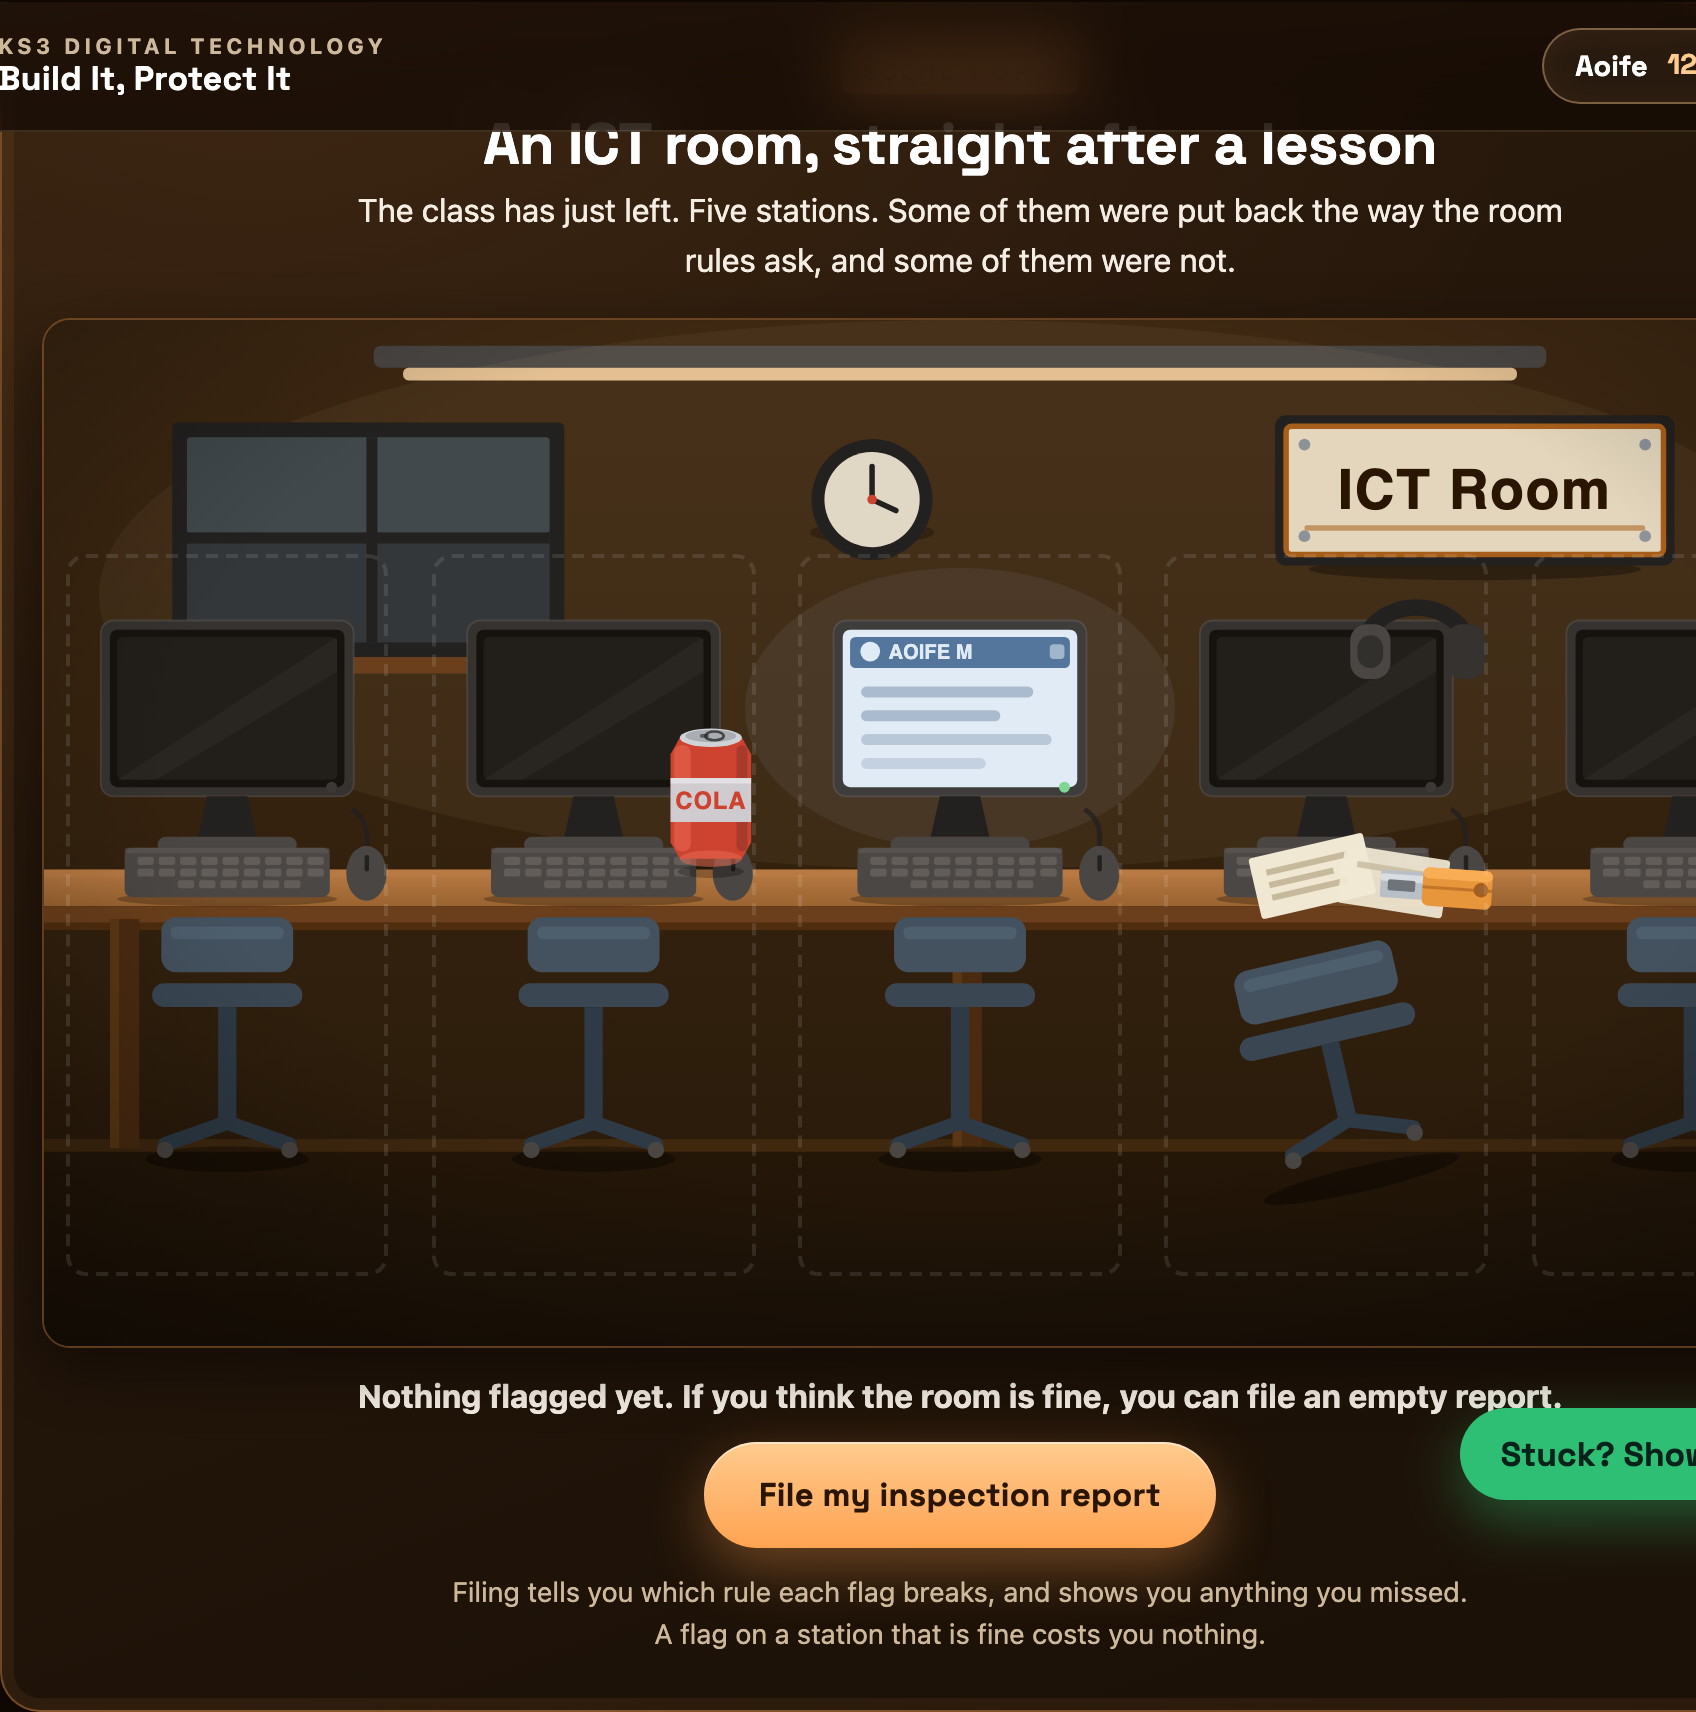 KS3 DIGITAL TECHNOLOGY
Build It, Protect It
Aoife 12
An ICT room, straight after a lesson
The class has just left. Five stations. Some of them were put back the way the room
rules ask, and some of them were not.
ICT Room
AOIFE M
COLA
Nothing flagged yet. If you think the room is fine, you can file an empty report.
Stuck? Show
File my inspection report
Filing tells you which rule each flag breaks, and shows you anything you missed.
A flag on a station that is fine costs you nothing.